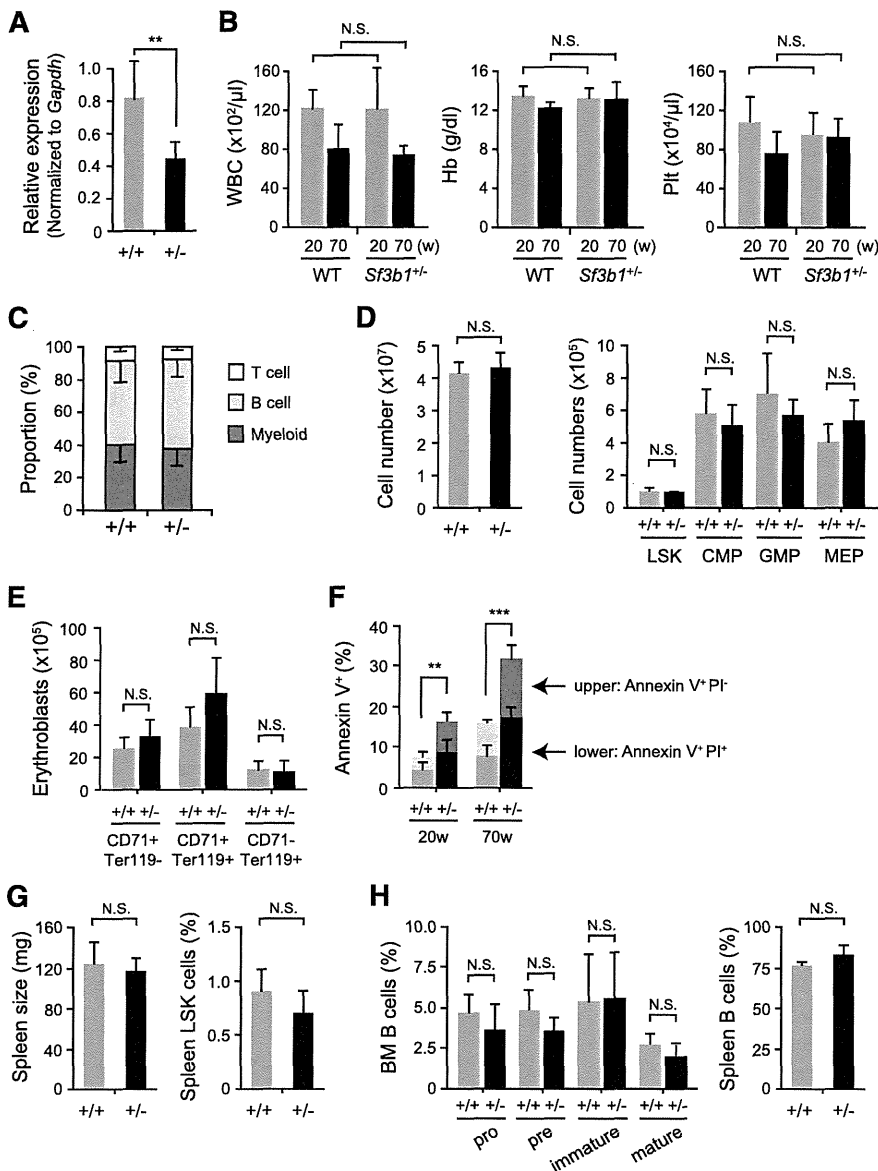 A
**
Relative expression
(Normalized to Gapdh)
1.0
0.8
0.6
0.4
0.2
0
+/+ +/-
B
N.S.
WBC (x10²/μl)
160
120
80
40
0
20 70 20 70 (w)
WT Sf3b1+/-
N.S.
Hb (g/dl)
16
12
8
4
0
20 70 20 70 (w)
WT Sf3b1+/-
N.S.
Plt (x10⁴/μl)
160
120
80
40
0
20 70 20 70 (w)
WT Sf3b1+/-
C
Proportion (%)
100
80
60
40
20
0
+/+ +/-
T cell
B cell
Myeloid
D
N.S.
Cell number (x10⁷)
5
4
3
2
1
0
+/+ +/-
Cell numbers (x10⁵)
10
8
6
4
2
0
N.S. N.S. N.S. N.S.
+/+ +/- +/+ +/- +/+ +/- +/+ +/-
LSK CMP GMP MEP
E
Erythroblasts (x10⁵)
100
80
60
40
20
0
N.S. N.S. N.S.
+/+ +/- +/+ +/- +/+ +/-
CD71+ CD71+ CD71-
Ter119- Ter119+ Ter119+
F
Annexin V⁺ (%)
40
30
20
10
0
** ***
+/+ +/- +/+ +/-
20w 70w
upper: Annexin V⁺ PI⁻
lower: Annexin V⁺ PI⁺
G
N.S.
Spleen size (mg)
160
120
80
40
0
+/+ +/-
N.S.
Spleen LSK cells (%)
1.5
1.0
0.5
0
+/+ +/-
H
BM B cells (%)
10.0
7.5
5.0
2.5
0
N.S. N.S. N.S. N.S.
+/+ +/- +/+ +/- +/+ +/- +/+ +/-
pro pre immature mature
N.S.
Spleen B cells (%)
100
75
50
25
0
+/+ +/-